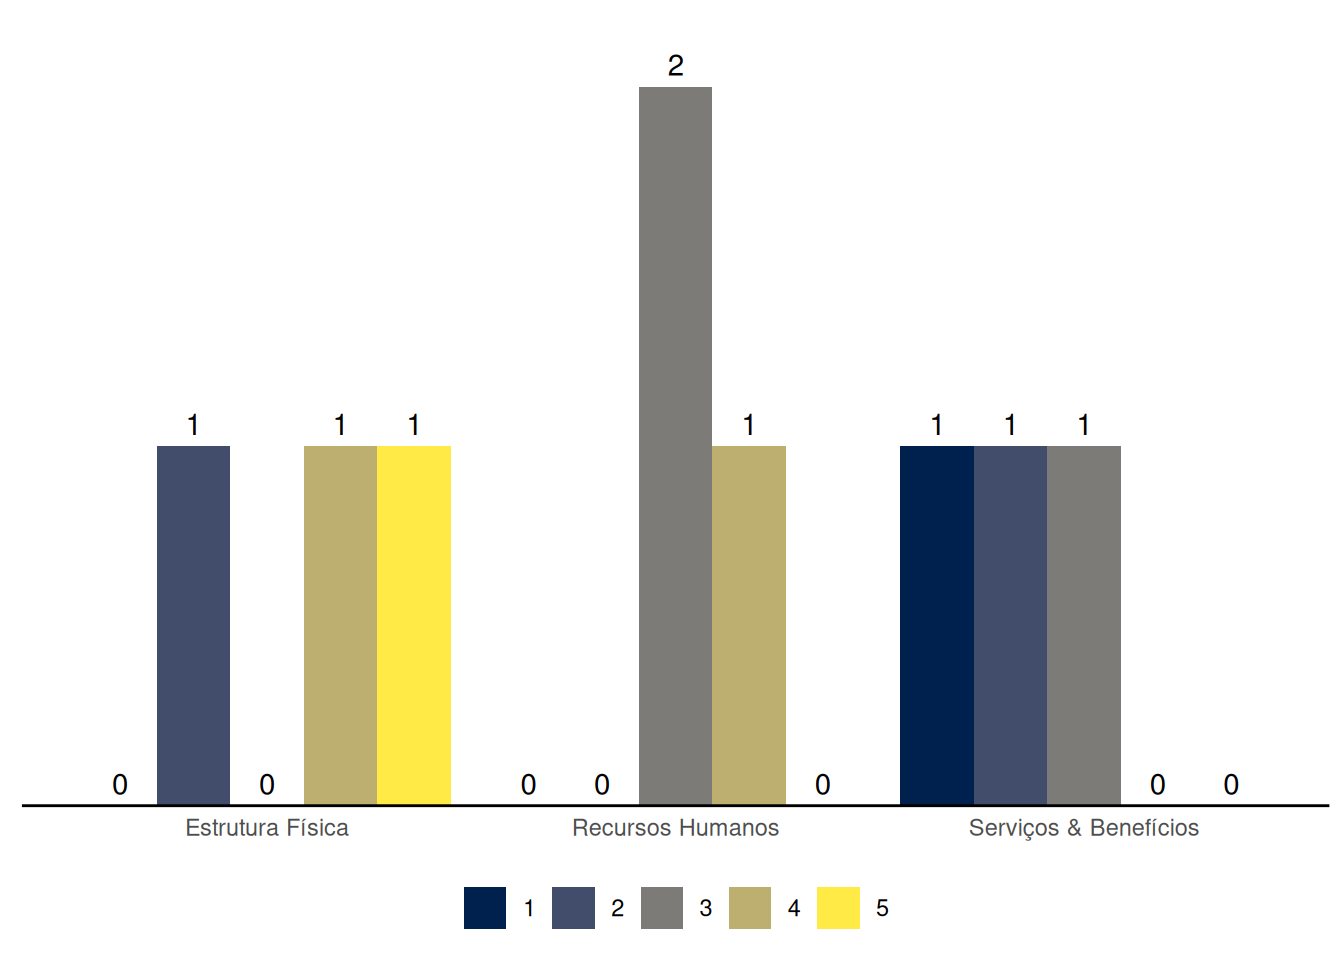 2
1 1 1 1 1 1 1
0 0 0 0 0 0 0
Estrutura Física Recursos Humanos Serviços & Benefícios
1 2 3 4 5